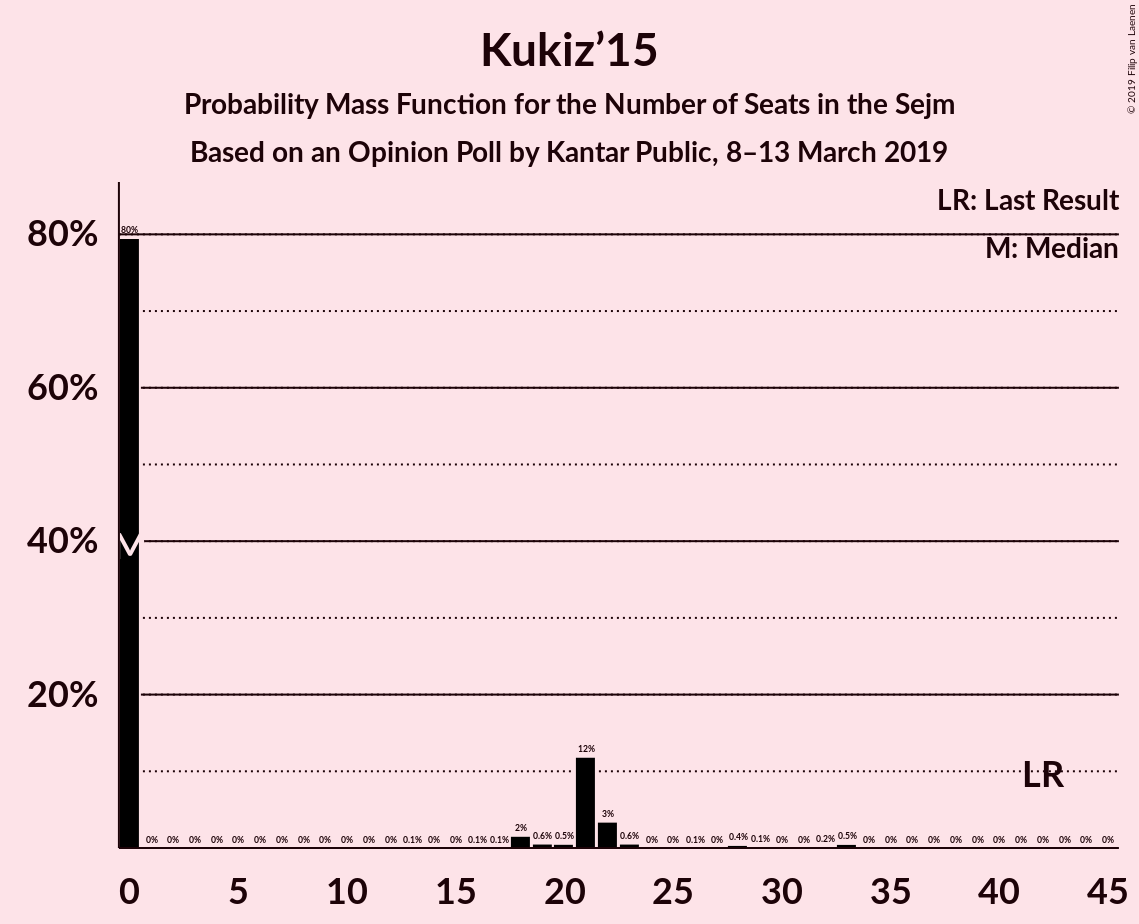 Kukiz’15
Probability Mass Function for the Number of Seats in the Sejm
Based on an Opinion Poll by Kantar Public, 8–13 March 2019
© 2019 Filip van Laenen
LR: Last Result
M: Median
80%
60%
40%
20%
80% 0% 0% 0% 0% 0% 0% 0% 0% 0% 0% 0% 0% 0.1% 0% 0% 0.1% 0.1% 2% 0.6% 0.5% 12% 3% 0.6% 0% 0% 0.1% 0% 0.4% 0.1% 0% 0% 0.2% 0.5% 0% 0% 0% 0% 0% 0% 0% 0% 0% 0% 0% 0%
LR
0 5 10 15 20 25 30 35 40 45